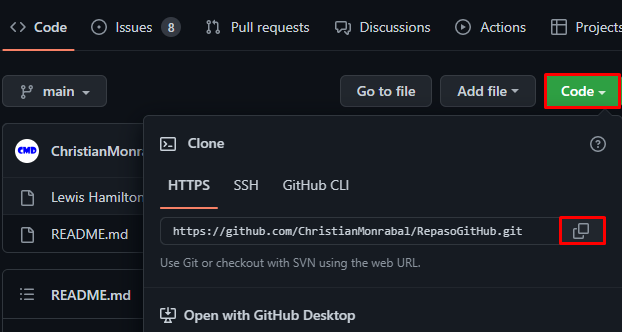 Code Issues 8 Pull requests Discussions Actions Projects
main Go to file Add file Code
CMD ChristianMonrab
Clone
HTTPS SSH GitHub CLI
Lewis Hamilton
https://github.com/ChristianMonrabal/RepasoGitHub.git
README.md
Use Git or checkout with SVN using the web URL.
README.md
Open with GitHub Desktop